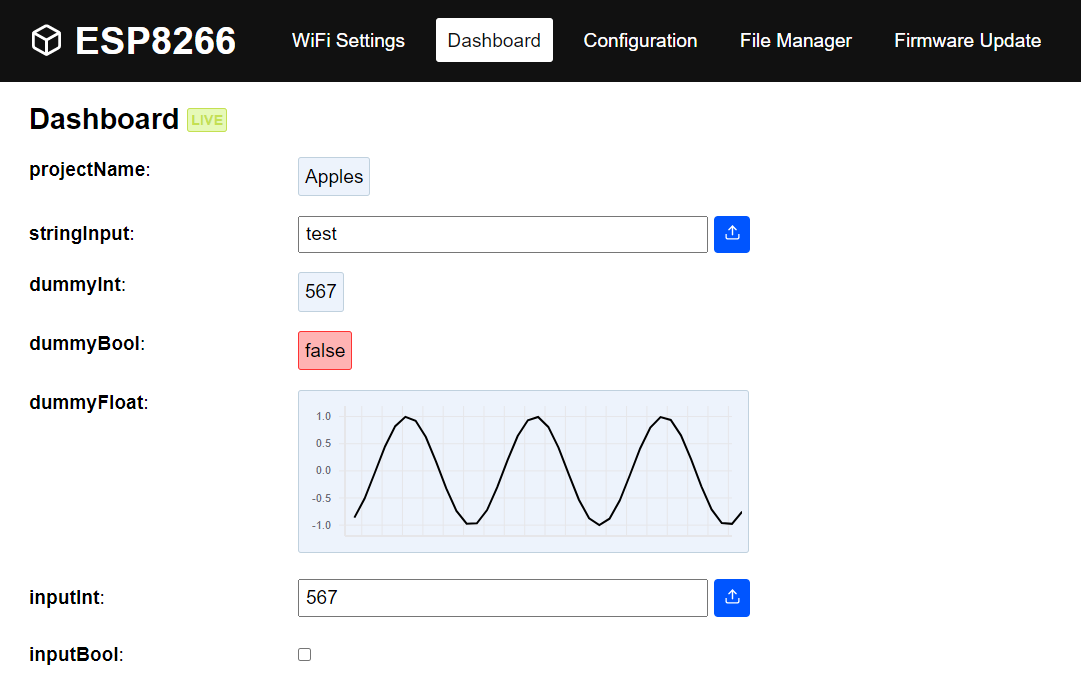 ESP8266 WiFi Settings Dashboard Configuration File Manager Firmware Update
Dashboard LIVE
projectName: Apples
stringInput: test
dummyInt: 567
dummyBool: false
dummyFloat:
1.0
0.5
0.0
-0.5
-1.0
inputInt: 567
inputBool: